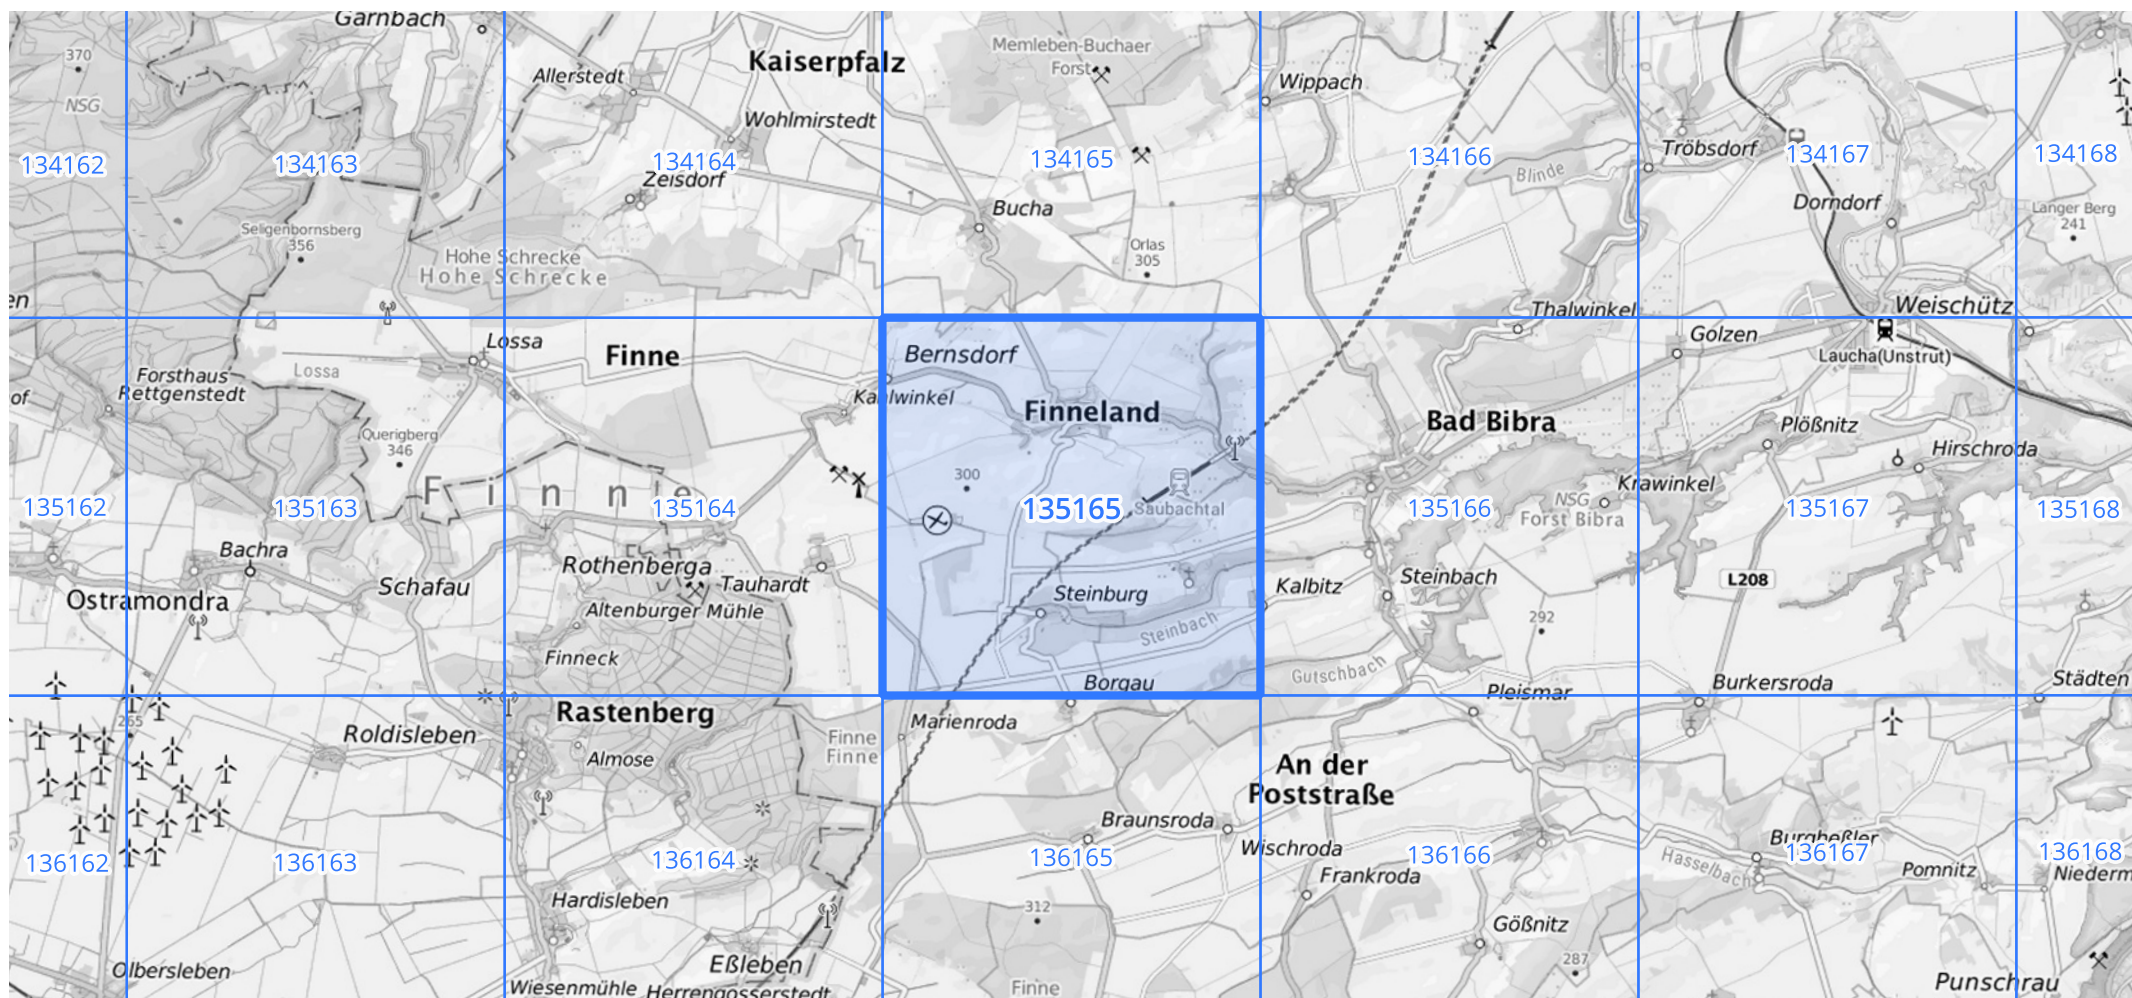 Garnbach
370
NSG
Allerstedt
Kaiserpfalz
Memleben-Buchaer
Forst
Wippach
Wohlmirstedt
134162
134163
134164
134165
134166
134167
134168
Zeisdorf
Blinde
Tröbsdorf
Bucha
Dorndorf
Langer Berg
241
Seligenbornsberg
356
Hohe Schrecke
Hohe Schrecke
Orlas
305
en
Thalwinkel
Weischütz
Lossa
Finne
Bernsdorf
Golzen
Laucha(Unstrut)
Lossa
Forsthaus
Rettgenstedt
of
Kahlwinkel
Finneland
Bad Bibra
Plößnitz
Querigberg
346
Hirschroda
300
Finne
Krawinkel
NSG
Forst Bibra
135162
135163
135164
135165
135166
135167
135168
Saubachtal
Bachra
Rothenberga
Tauhardt
Schafau
Ostramondra
Altenburger Mühle
Steinburg
Kalbitz
Steinbach
L208
292
Steinbach
Finneck
Gutschbach
Borgau
Pleismar
Burkersroda
Städten
265
Rastenberg
Marienroda
Roldisleben
Finne
Finne
Almose
An der
Poststraße
Braunsroda
Wischroda
Burgheßler
136162
136163
136164
136165
136166
136167
136168
Hasselbach
Pomnitz
Niederm
Frankroda
Hardisleben
312
Gößnitz
287
Olbersleben
Eßleben
Punschrau
Wiesenmühle
Herrengosserstedt
Finne